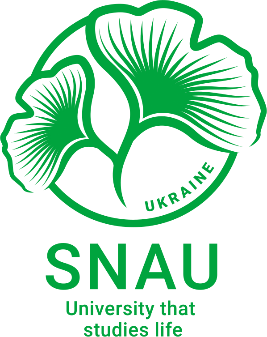 UKRAINE
SNAU
University that
studies life